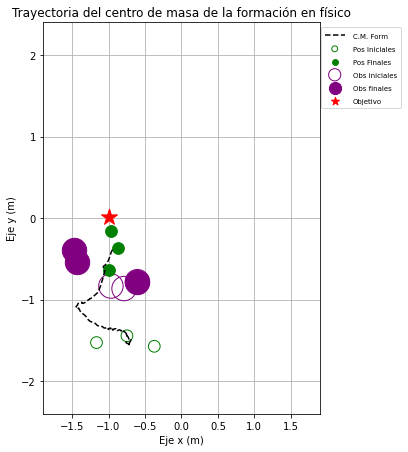 Trayectoria del centro de masa de la formación en físico
C.M. Form
Pos Iniciales
Pos Finales
Obs iniciales
Obs finales
Objetivo
Eje y (m)
2
1
0
−1
−2
−1.5
−1.0
−0.5
0.0
0.5
1.0
1.5
Eje x (m)